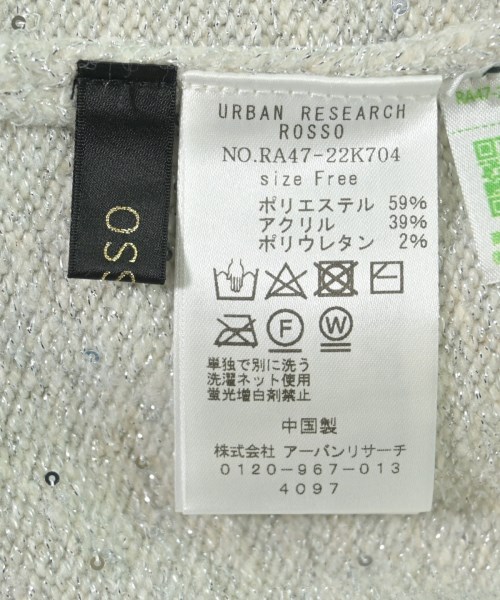 URBAN RESEARCH
ROSSO
NO.RA47-22K704
size Free
ポリエステル 59%
アクリル 39%
ポリウレタン 2%
F
W
単独で別に洗う
洗濯ネット使用
蛍光増白剤禁止
中国製
株式会社 アーバンリサーチ
0120-967-013
4097
SSO
RA47-2